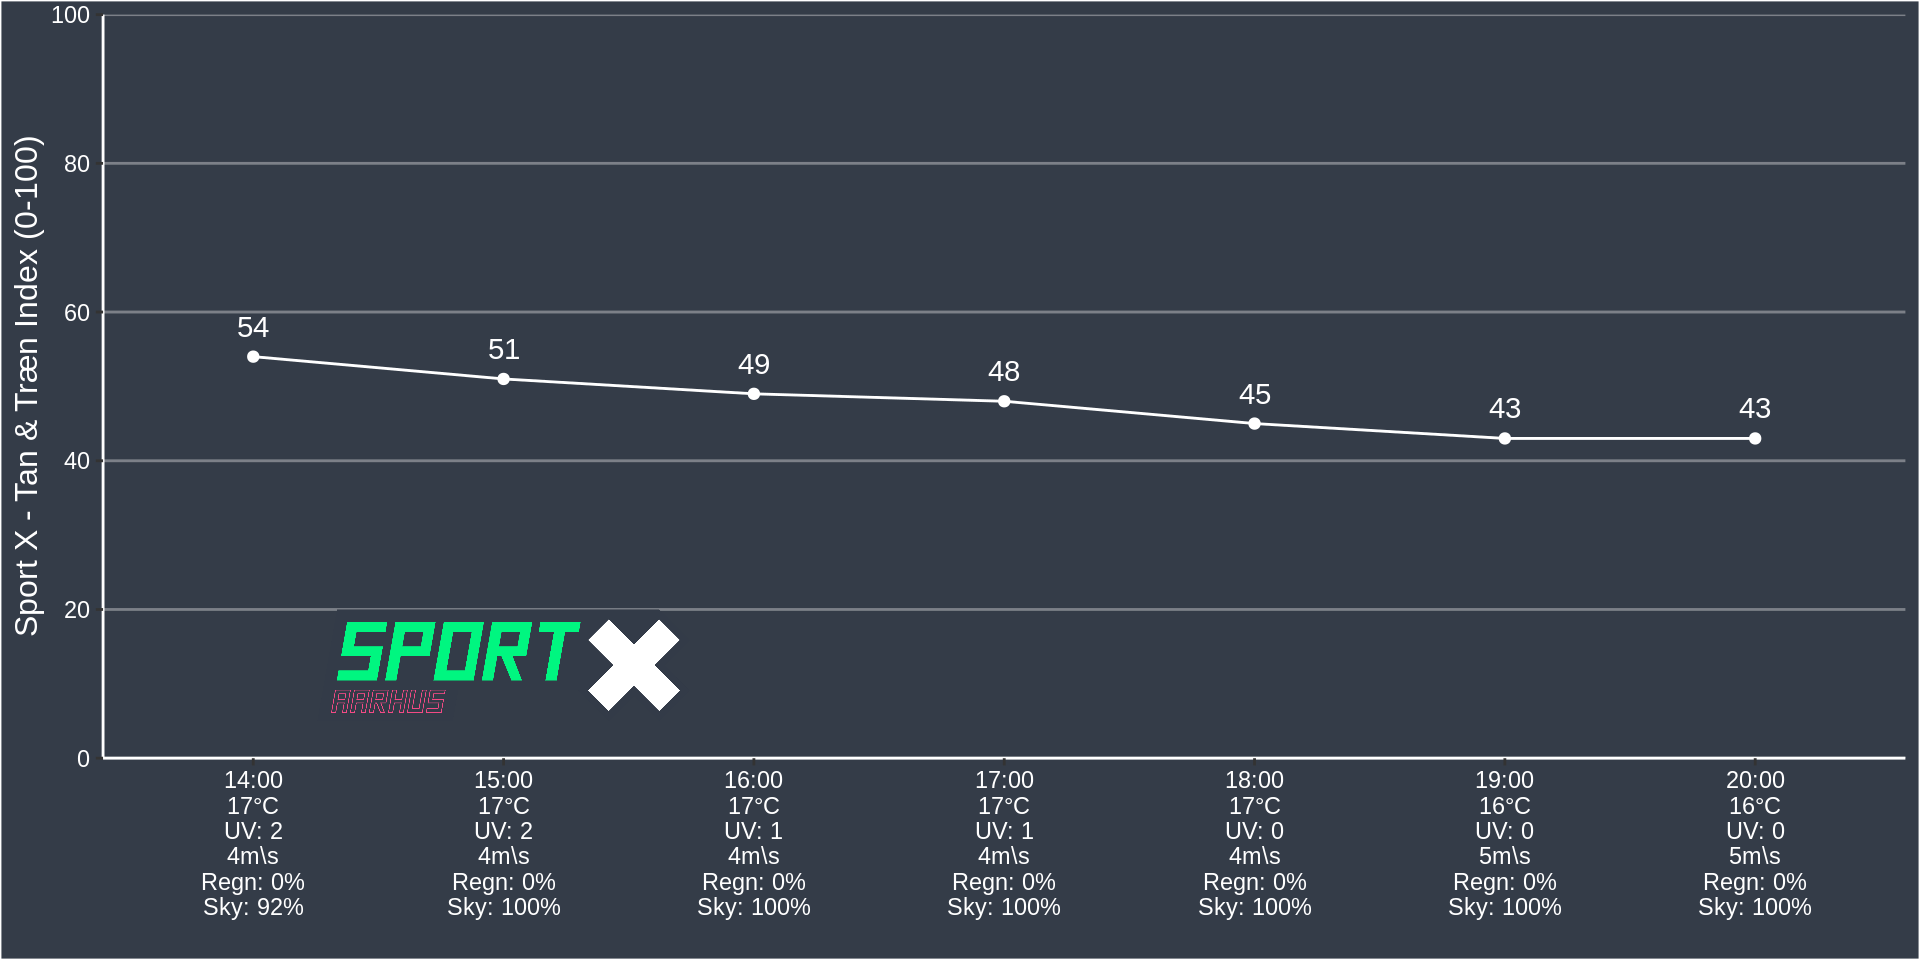 Sport X - Tan & Træn Index (0-100)
100
80
60
40
20
0
54
51
49
48
45
43
43
SPORT X
AARHUS
14:00
17°C
UV: 2
4m\s
Regn: 0%
Sky: 92%
15:00
17°C
UV: 2
4m\s
Regn: 0%
Sky: 100%
16:00
17°C
UV: 1
4m\s
Regn: 0%
Sky: 100%
17:00
17°C
UV: 1
4m\s
Regn: 0%
Sky: 100%
18:00
17°C
UV: 0
4m\s
Regn: 0%
Sky: 100%
19:00
16°C
UV: 0
5m\s
Regn: 0%
Sky: 100%
20:00
16°C
UV: 0
5m\s
Regn: 0%
Sky: 100%